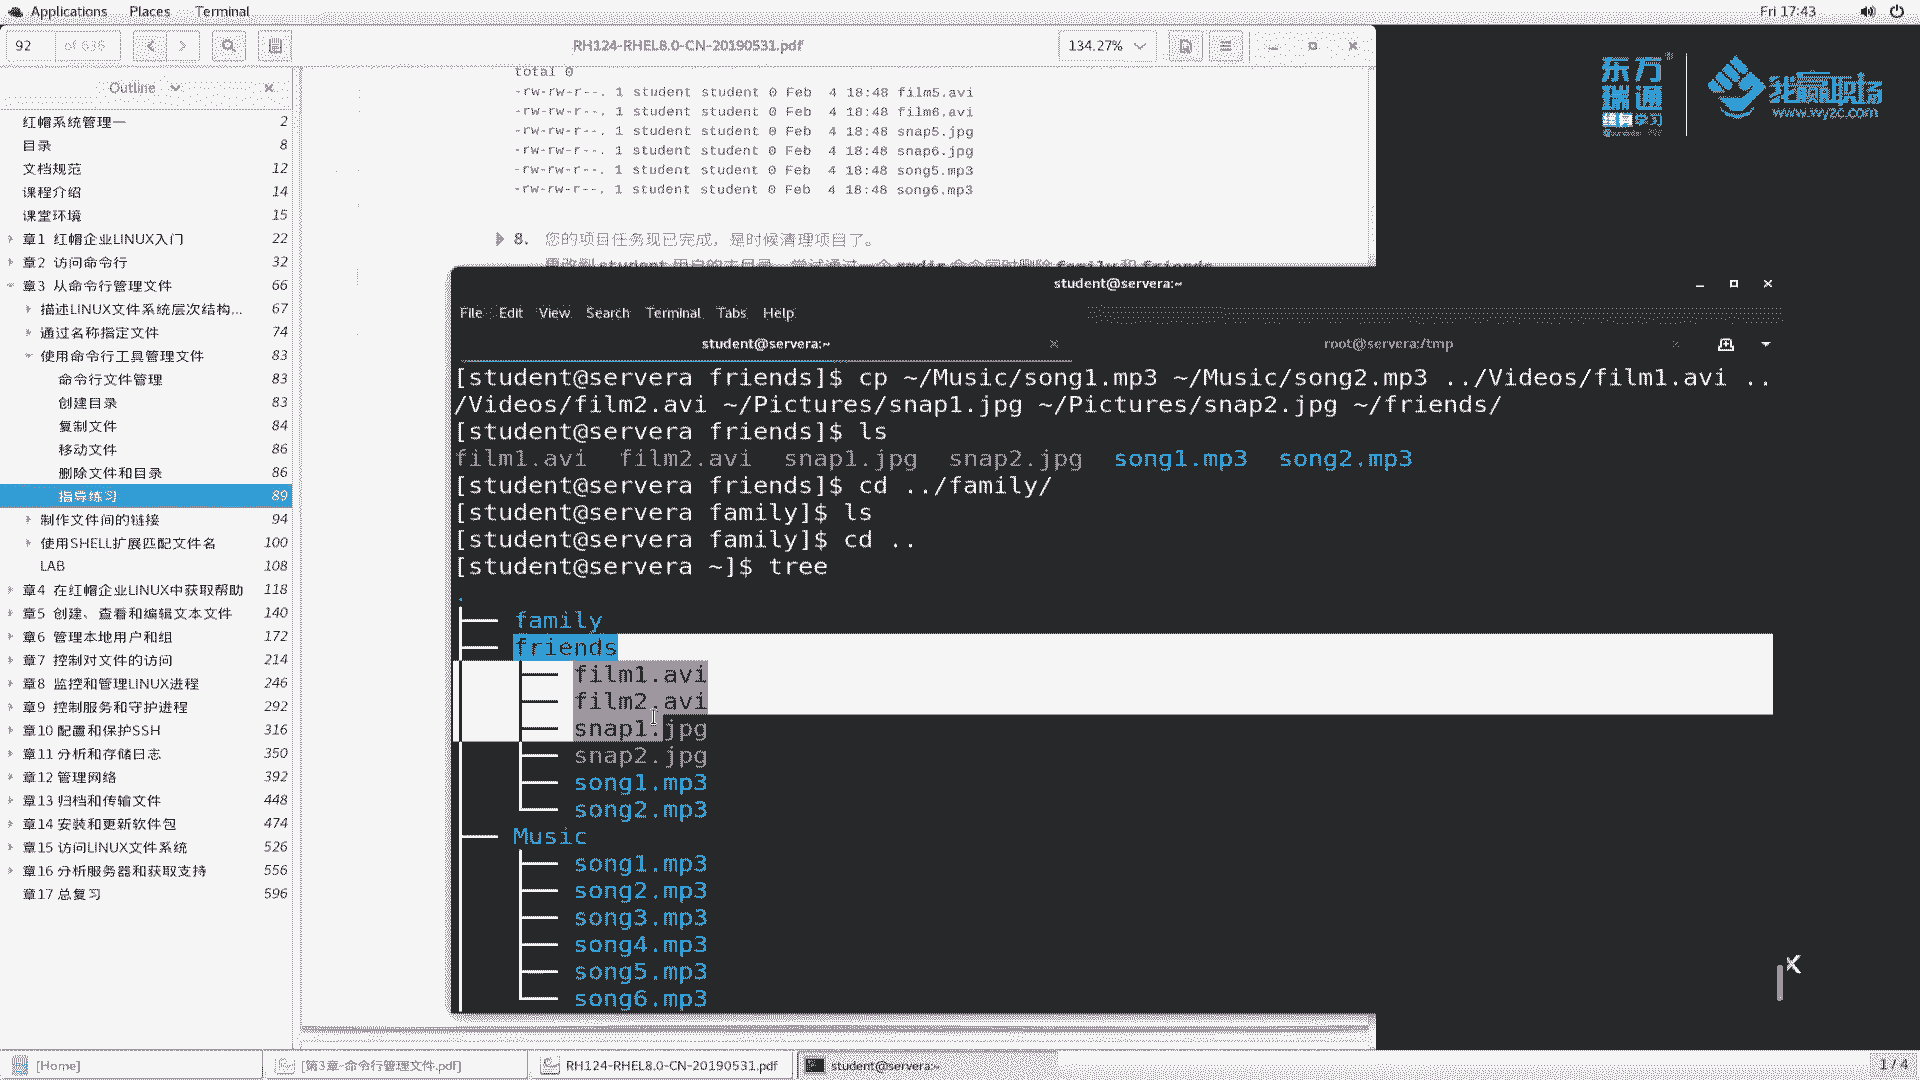 Applications Places Terminal
Fri 17:43
92 of 636
RH124-RHEL8.0-CN-20190531.pdf
134.27%
Outline
红帽系统管理一 2
目录 8
文档规范 12
课程介绍 14
课堂环境 15
章1 红帽企业LINUX入门 22
章2 访问命令行 32
章3 从命令行管理文件 66
描述LINUX文件系统层次结构... 67
通过名称指定文件 74
使用命令行工具管理文件 83
命令行文件管理 83
创建目录 83
复制文件 84
移动文件 86
删除文件和目录 86
指导练习 89
制作文件间的链接 94
使用SHELL扩展匹配文件名 100
LAB 108
章4 在红帽企业LINUX中获取帮助 118
章5 创建、查看和编辑文本文件 140
章6 管理本地用户和组 172
章7 控制对文件的访问 214
章8 监控和管理LINUX进程 246
章9 控制服务和守护进程 292
章10 配置和保护SSH 316
章11 分析和存储日志 350
章12 管理网络 392
章13 归档和传输文件 448
章14 安装和更新软件包 474
章15 访问LINUX文件系统 526
章16 分析服务器和获取支持 556
章17 总复习 596
total 0
-rw-rw-r--. 1 student student 0 Feb 4 18:48 film5.avi
-rw-rw-r--. 1 student student 0 Feb 4 18:48 film6.avi
-rw-rw-r--. 1 student student 0 Feb 4 18:48 snap5.jpg
-rw-rw-r--. 1 student student 0 Feb 4 18:48 snap6.jpg
-rw-rw-r--. 1 student student 0 Feb 4 18:48 song5.mp3
-rw-rw-r--. 1 student student 0 Feb 4 18:48 song6.mp3
8. 您的项目任务现已完成，是时候清理项目了。
东方
瑞通
我赢职场
www.wyzc.com
student@servera:~
File Edit View Search Terminal Tabs Help
student@servera:~
root@servera:/tmp
[student@servera friends]$ cp ~/Music/song1.mp3 ~/Music/song2.mp3 ../Videos/film1.avi ..
/Videos/film2.avi ~/Pictures/snap1.jpg ~/Pictures/snap2.jpg ~/friends/
[student@servera friends]$ ls
film1.avi film2.avi snap1.jpg snap2.jpg song1.mp3 song2.mp3
[student@servera friends]$ cd ../family/
[student@servera family]$ ls
[student@servera family]$ cd ..
[student@servera ~]$ tree
.
├── family
├── friends
│   ├── film1.avi
│   ├── film2.avi
│   ├── snap1.jpg
│   ├── snap2.jpg
│   ├── song1.mp3
│   └── song2.mp3
├── Music
│   ├── song1.mp3
│   ├── song2.mp3
│   ├── song3.mp3
│   ├── song4.mp3
│   ├── song5.mp3
│   └── song6.mp3
[Home]
[第3章-命令行管理文件.pdf]
RH124-RHEL8.0-CN-20190531.pdf
student@servera:~
1 / 4